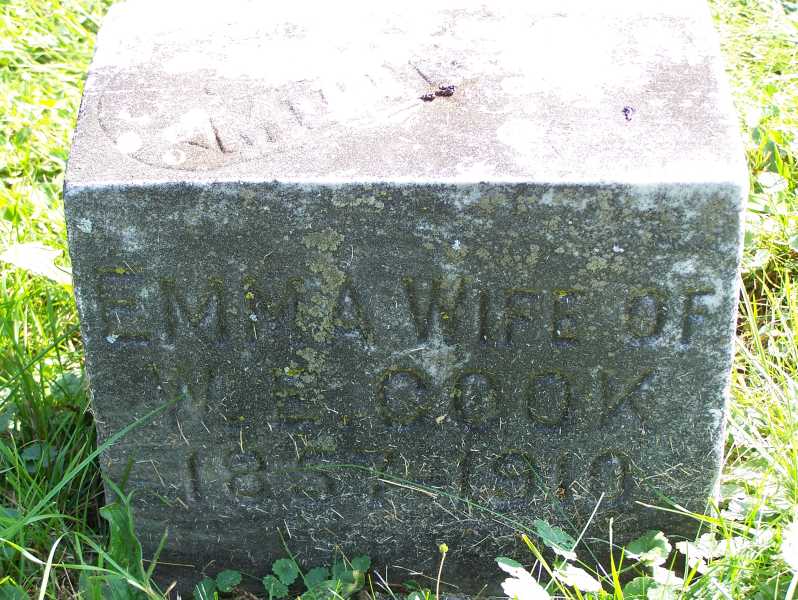 EMMA WIFE OF
W. E. COOK
1857-1910